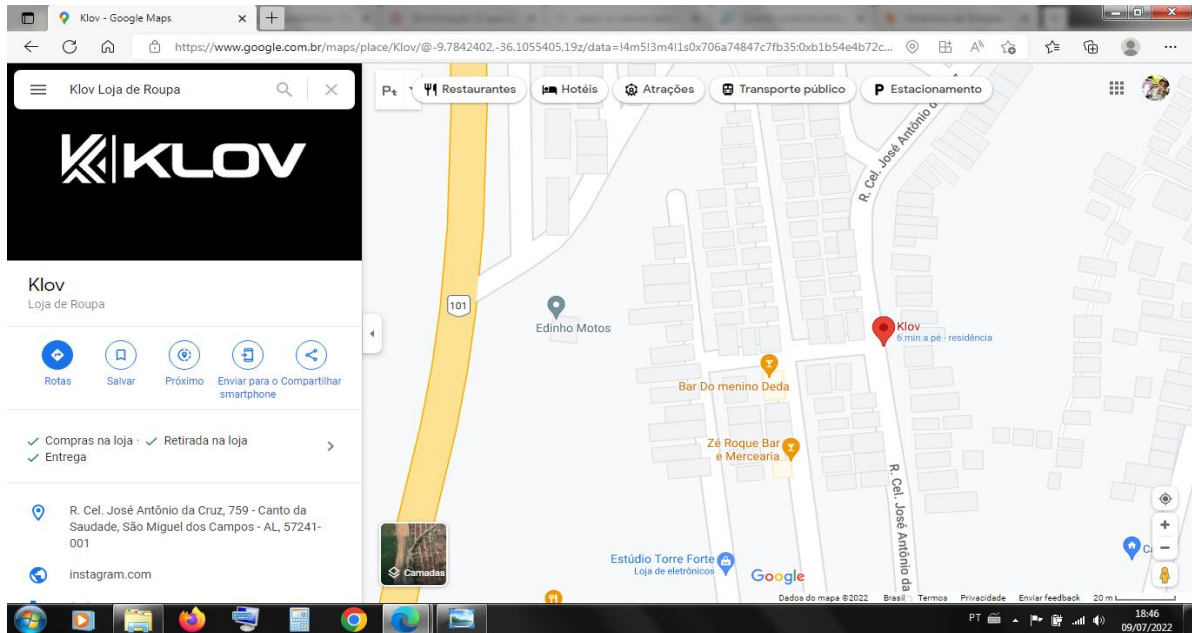 Klov - Google Maps
https://www.google.com.br/maps/place/Klov/@-9.7842402,-36.1055405,19z/data=!4m5!3m4!1s0x706a74847c7fb35:0xb1b54e4b72c...
Klov Loja de Roupa
Restaurantes
Hotéis
Atrações
Transporte público
P Estacionamento
KLOV
Klov
Loja de Roupa
Rotas
Salvar
Próximo
Enviar para o smartphone
Compartilhar
Compras na loja · Retirada na loja
Entrega
R. Cel. José Antônio da Cruz, 759 - Canto da
Saudade, São Miguel dos Campos - AL, 57241-
001
instagram.com
101
Edinho Motos
R. Cel. José Antônio d
Klov
6 min a pé - residência
Bar Do menino Deda
Zé Roque Bar
e Mercearia
R. Cel. José Antônio da
Estúdio Torre Forte
Loja de eletrônicos
Camadas
Google
Dados do mapa ©2022 Brasil Termos Privacidade Enviar feedback 20 m
PT
18:46
09/07/2022